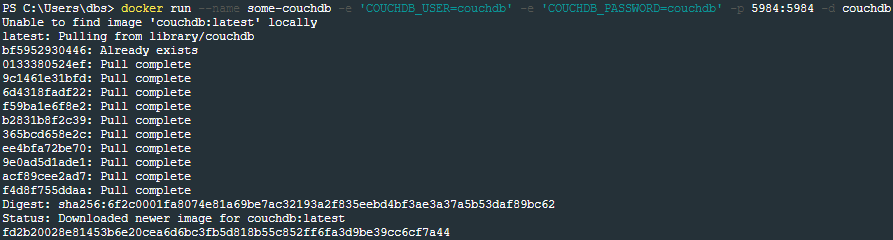 PS C:\Users\dbs> docker run --name some-couchdb -e 'COUCHDB_USER=couchdb' -e 'COUCHDB_PASSWORD=couchdb' -p 5984:5984 -d couchdb
Unable to find image 'couchdb:latest' locally
latest: Pulling from library/couchdb
bf5952930446: Already exists
0133380524ef: Pull complete
9c1461e31bfd: Pull complete
6d4318fadf22: Pull complete
f59ba1e6f8e2: Pull complete
b2831b8f2c39: Pull complete
365bcd658e2c: Pull complete
ee4bfa72be70: Pull complete
9e0ad5d1ade1: Pull complete
acf89cee2ad7: Pull complete
f4d8f755ddaa: Pull complete
Digest: sha256:6f2c0001fa8074e81a69be7ac32193a2f835eebd4bf3ae3a37a5b53daf89bc62
Status: Downloaded newer image for couchdb:latest
fd2b20028e81453b6e20cea6d6bc3fb5d818b55c852ff6fa3d9be39cc6cf7a44